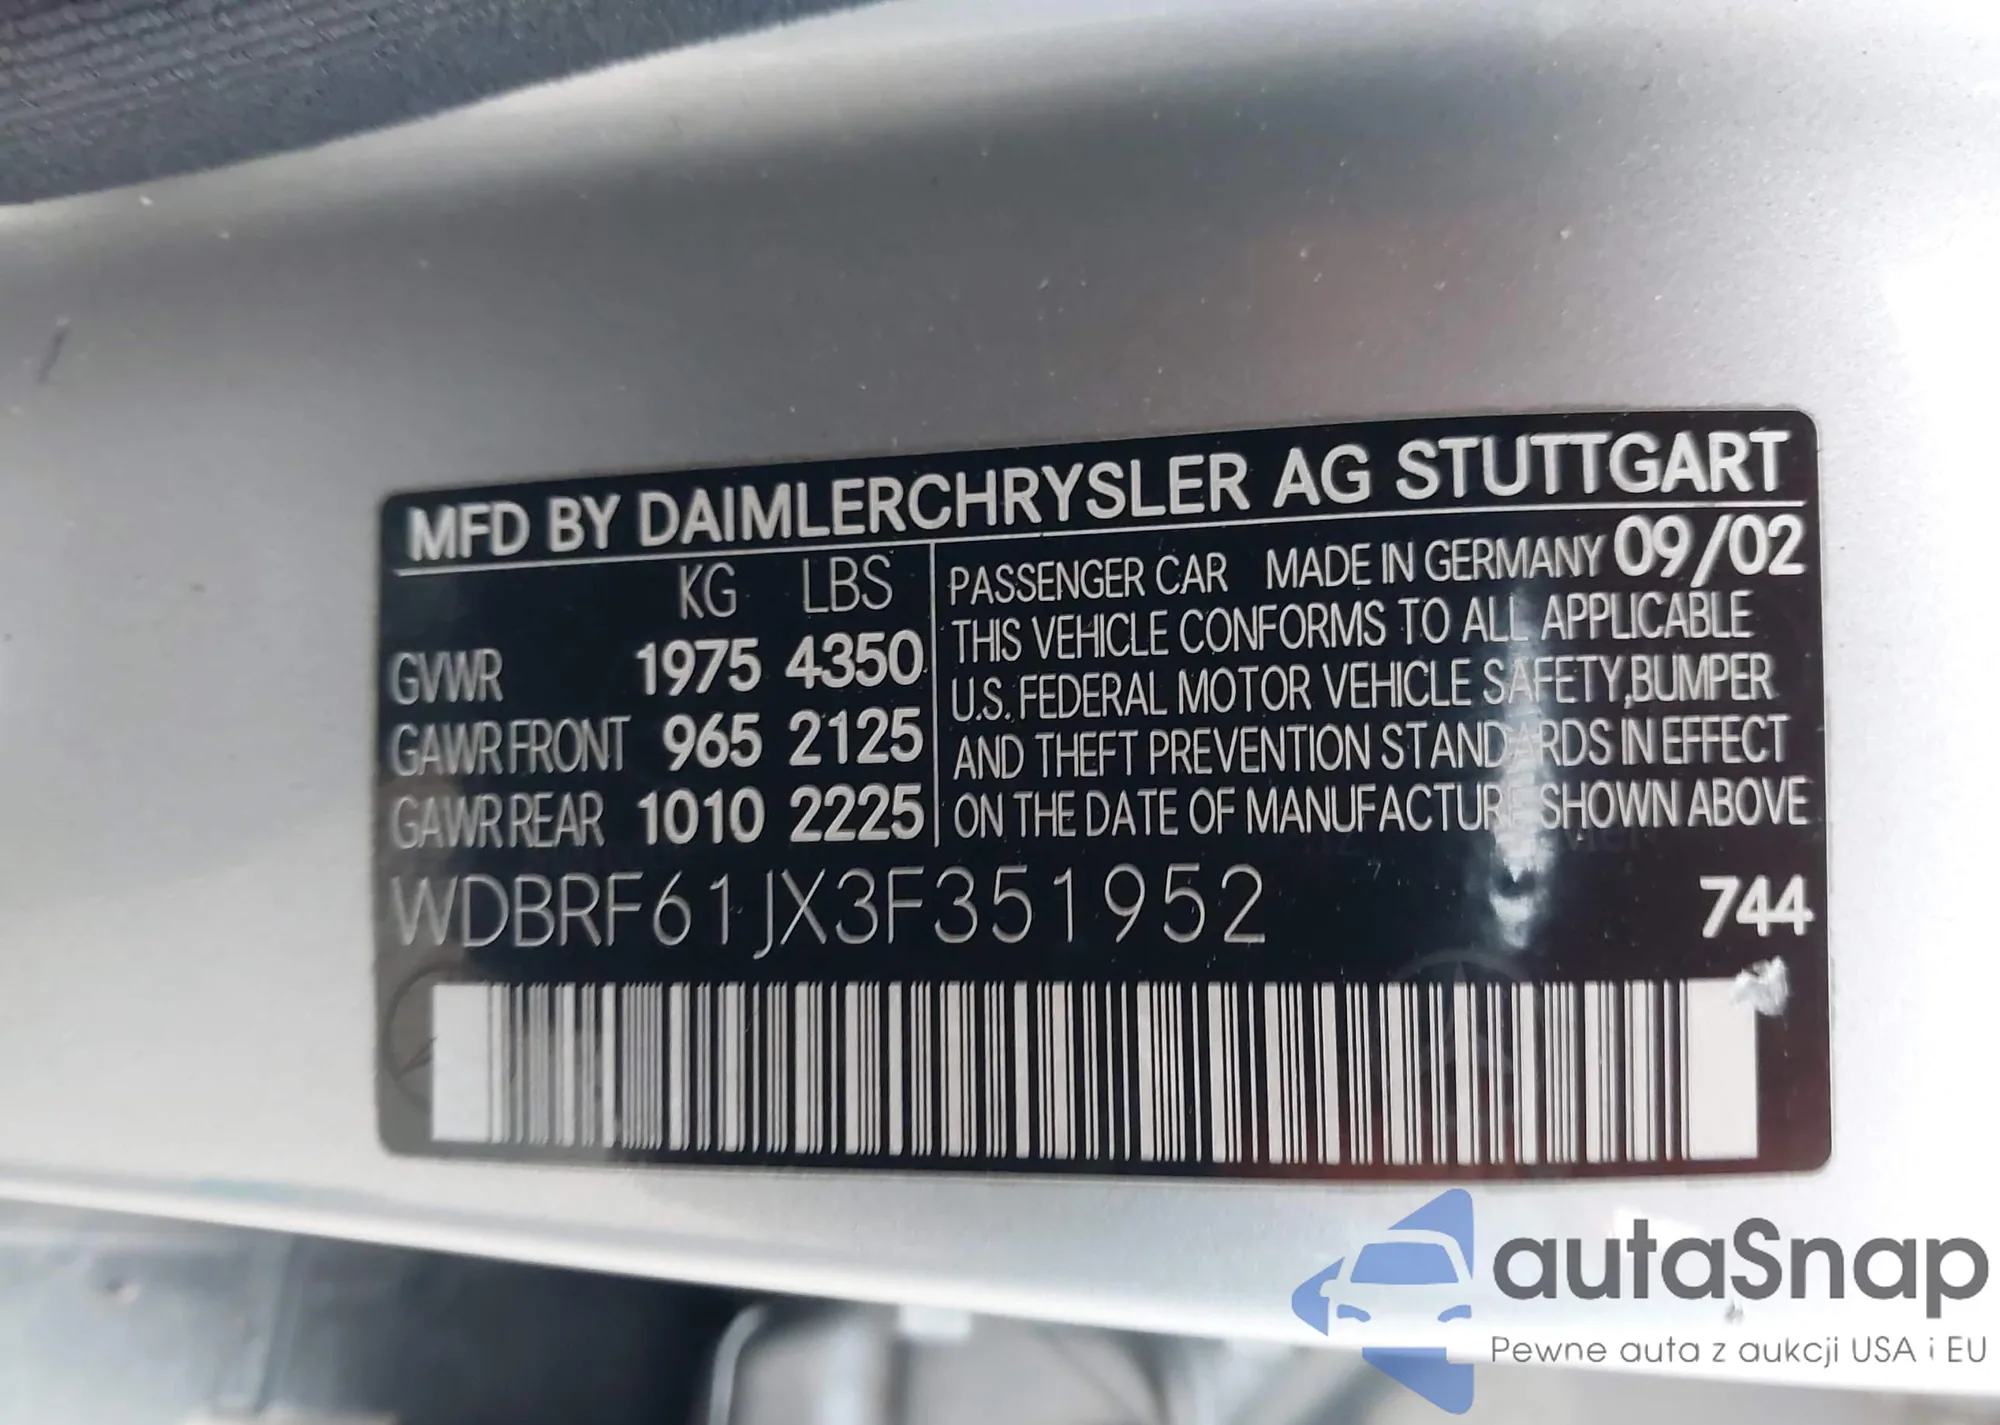 MFD BY DAIMLERCHRYSLER AG STUTTGART
KG LBS
GVWR 1975 4350
GAWR FRONT 965 2125
GAWR REAR 1010 2225
PASSENGER CAR MADE IN GERMANY 09/02
THIS VEHICLE CONFORMS TO ALL APPLICABLE
U.S. FEDERAL MOTOR VEHICLE SAFETY,BUMPER
AND THEFT PREVENTION STANDARDS IN EFFECT
ON THE DATE OF MANUFACTURE SHOWN ABOVE
WDBRF61JX3F351952 744
autaSnap
Pewne auta z aukcji USA i EU